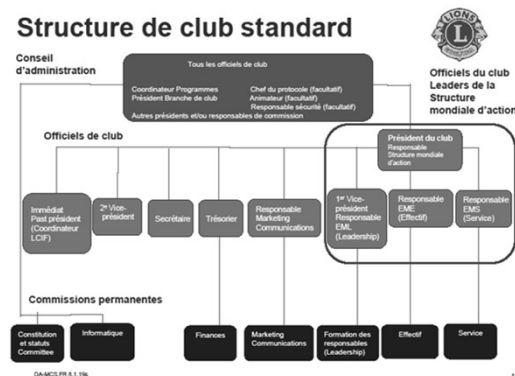 Structure de club standard
LIONS
L
INTERNATIONAL
Conseil
d'administration
Tous les officiels de club
Coordinateur Programmes
Président Branche de club
Chef du protocole (facultatif)
Animateur (facultatif)
Responsable sécurité (facultatif)
Autres présidents et/ou responsables de commission
Officiels du club
Leaders de la
Structure
mondiale d'action
Officiels de club
Président du club
Responsable
Structure mondiale
d'action
Immédiat
Past président
(Coordinateur
LCIF)
2e Vice-
président
Secrétaire
Trésorier
Responsable
Marketing
Communications
1er Vice-
président
Responsable
EML
(Leadership)
Responsable
EME
(Effectif)
Responsable
EMS
(Service)
Commissions permanentes
Constitution
et statuts
Committee
Informatique
Finances
Marketing
Communications
Formation des
responsables
(Leadership)
Effectif
Service
DA-MCS.FR 8.1.19s